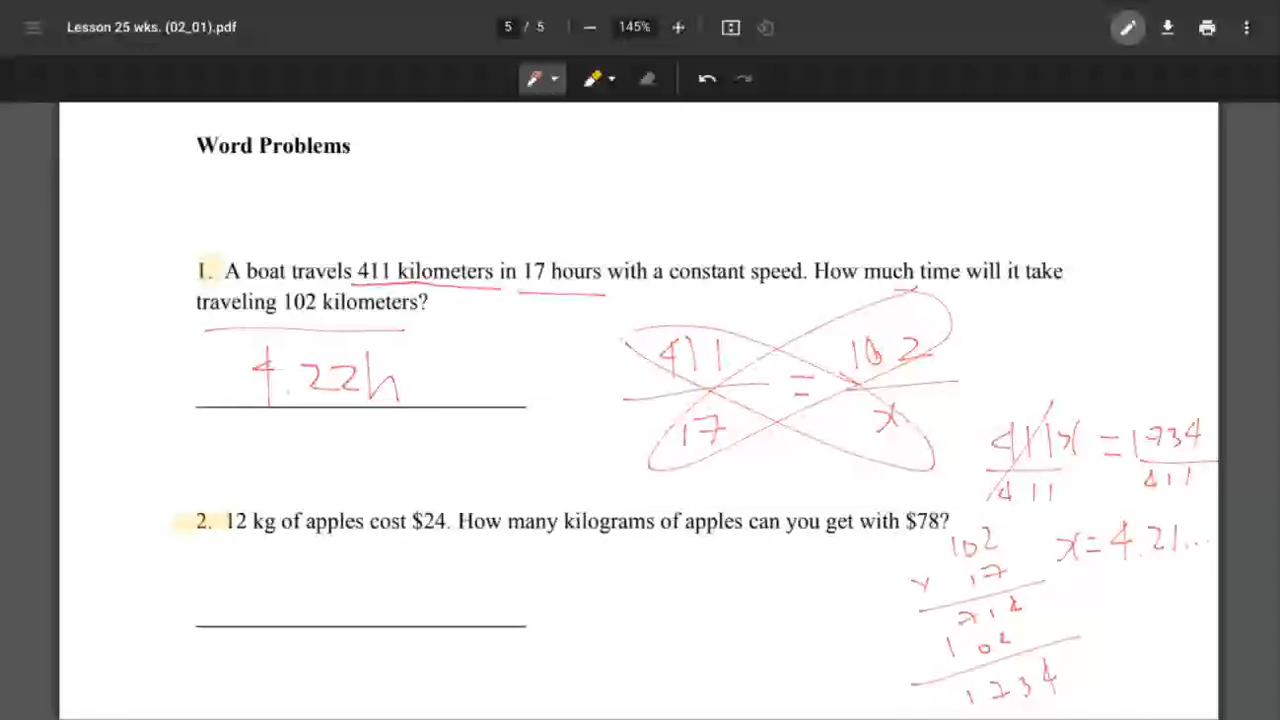 Lesson 25 wks. (02_01).pdf
5 / 5
145%
Word Problems
1. A boat travels 411 kilometers in 17 hours with a constant speed. How much time will it take
traveling 102 kilometers?
4.22h
411 = 102
17 x
411x = 1734
411 411
2. 12 kg of apples cost $24. How many kilograms of apples can you get with $78?
x = 4.21...
102
x 17
714
102
1734